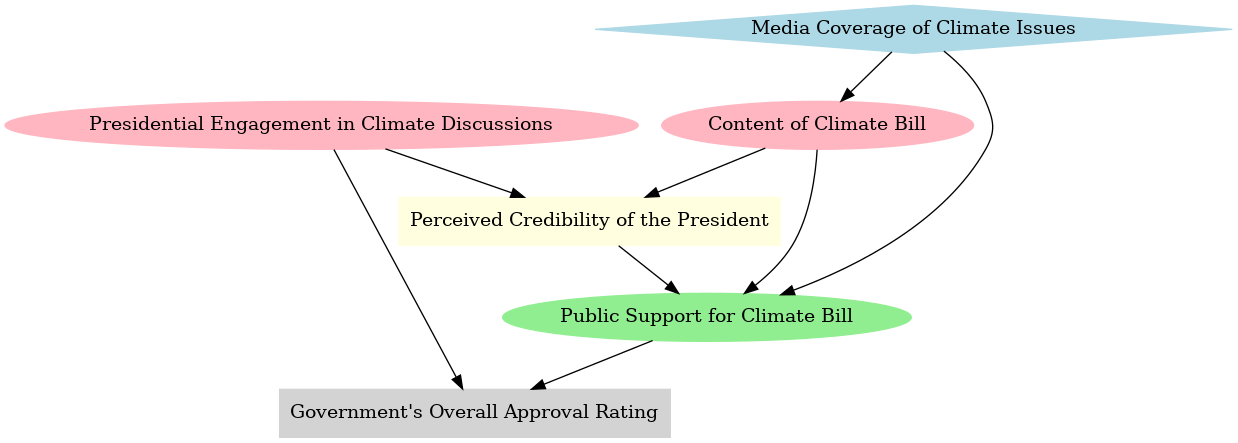 Media Coverage of Climate Issues
Presidential Engagement in Climate Discussions
Content of Climate Bill
Perceived Credibility of the President
Public Support for Climate Bill
Government's Overall Approval Rating